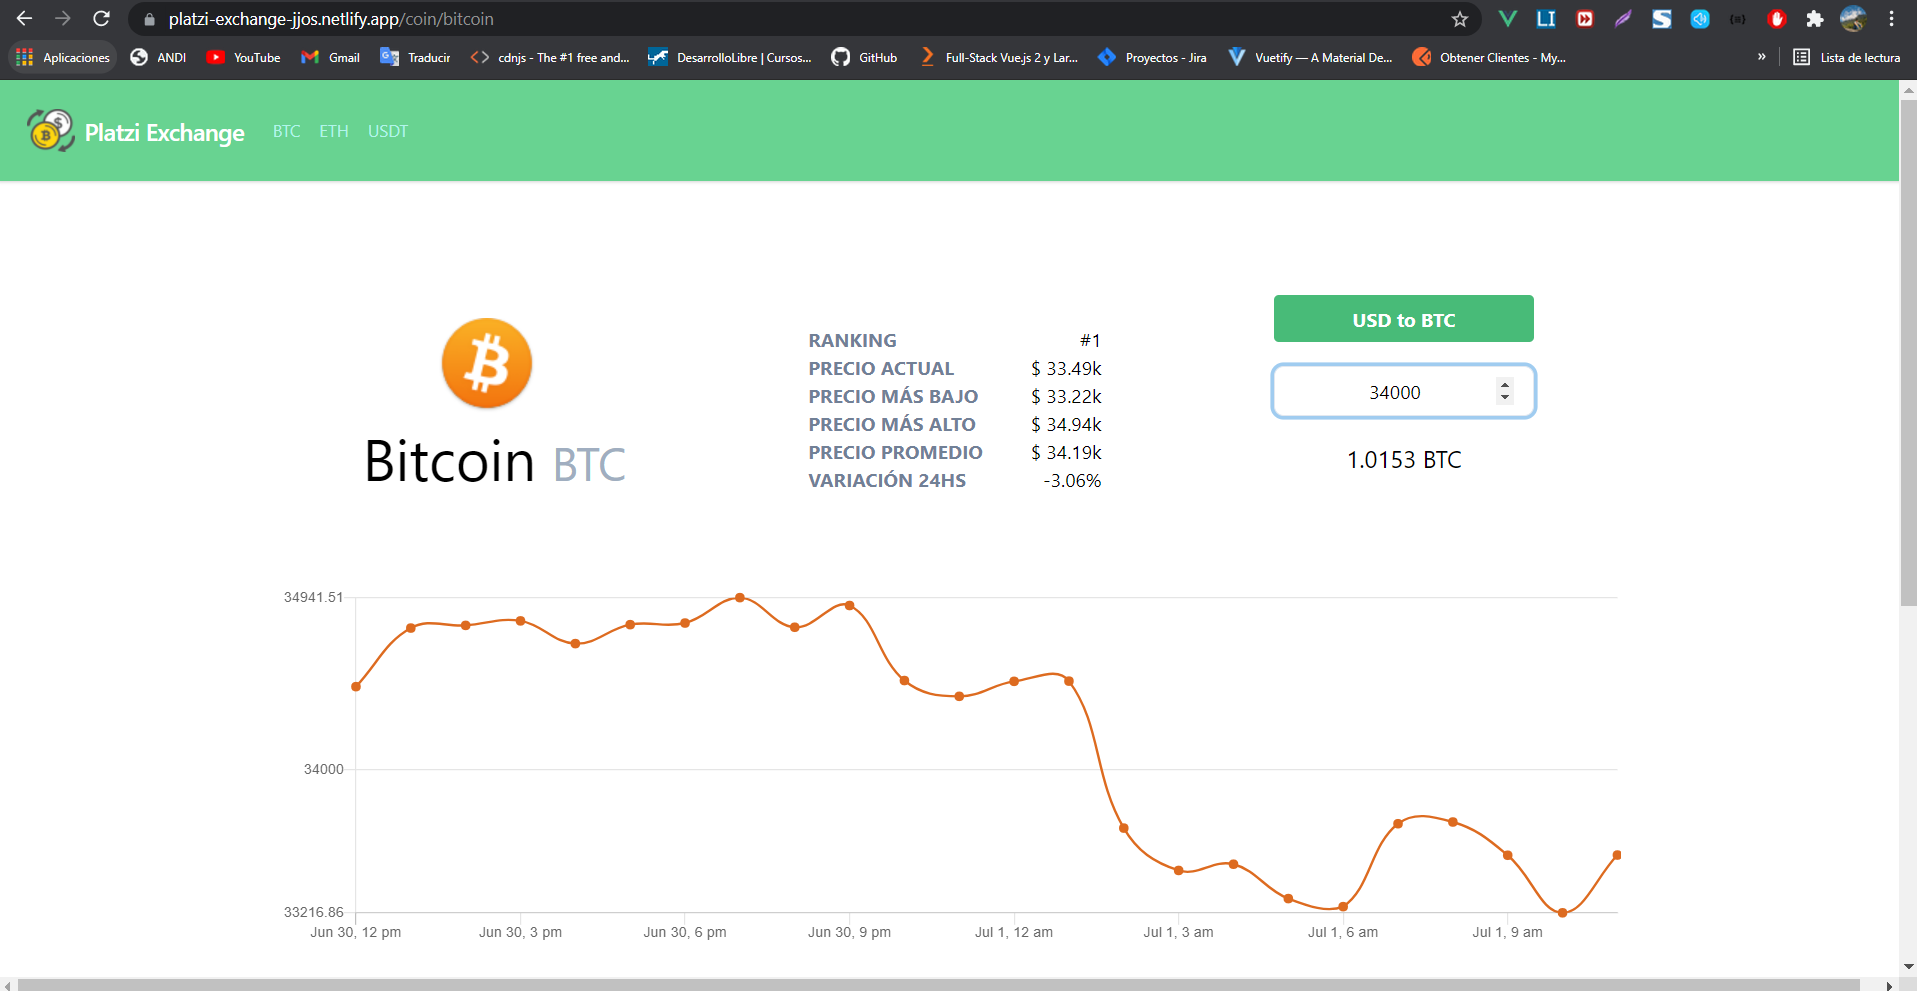 platzi-exchange-jjos.netlify.app/coin/bitcoin
Aplicaciones ANDI YouTube Gmail Traducir cdnjs - The #1 free and... DesarrolloLibre | Cursos... GitHub Full-Stack Vue.js 2 y Lar... Proyectos - Jira Vuetify — A Material De... Obtener Clientes - My... » Lista de lectura
Platzi Exchange BTC ETH USDT
USD to BTC
RANKING #1
PRECIO ACTUAL $ 33.49k
PRECIO MÁS BAJO $ 33.22k
34000
PRECIO MÁS ALTO $ 34.94k
PRECIO PROMEDIO $ 34.19k
1.0153 BTC
Bitcoin BTC
VARIACIÓN 24HS -3.06%
34941.51
34000
33216.86
Jun 30, 12 pm Jun 30, 3 pm Jun 30, 6 pm Jun 30, 9 pm Jul 1, 12 am Jul 1, 3 am Jul 1, 6 am Jul 1, 9 am